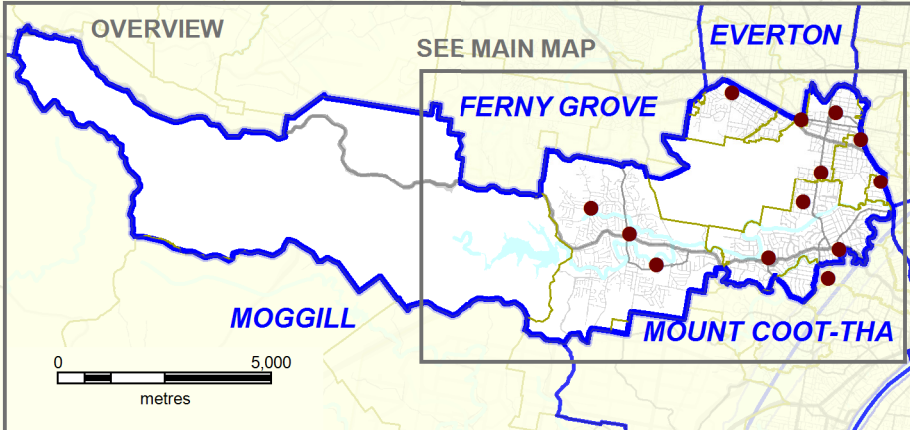 OVERVIEW
EVERTON
SEE MAIN MAP
FERNY GROVE
MOGGILL
MOUNT COOT-THA
0 5,000
metres